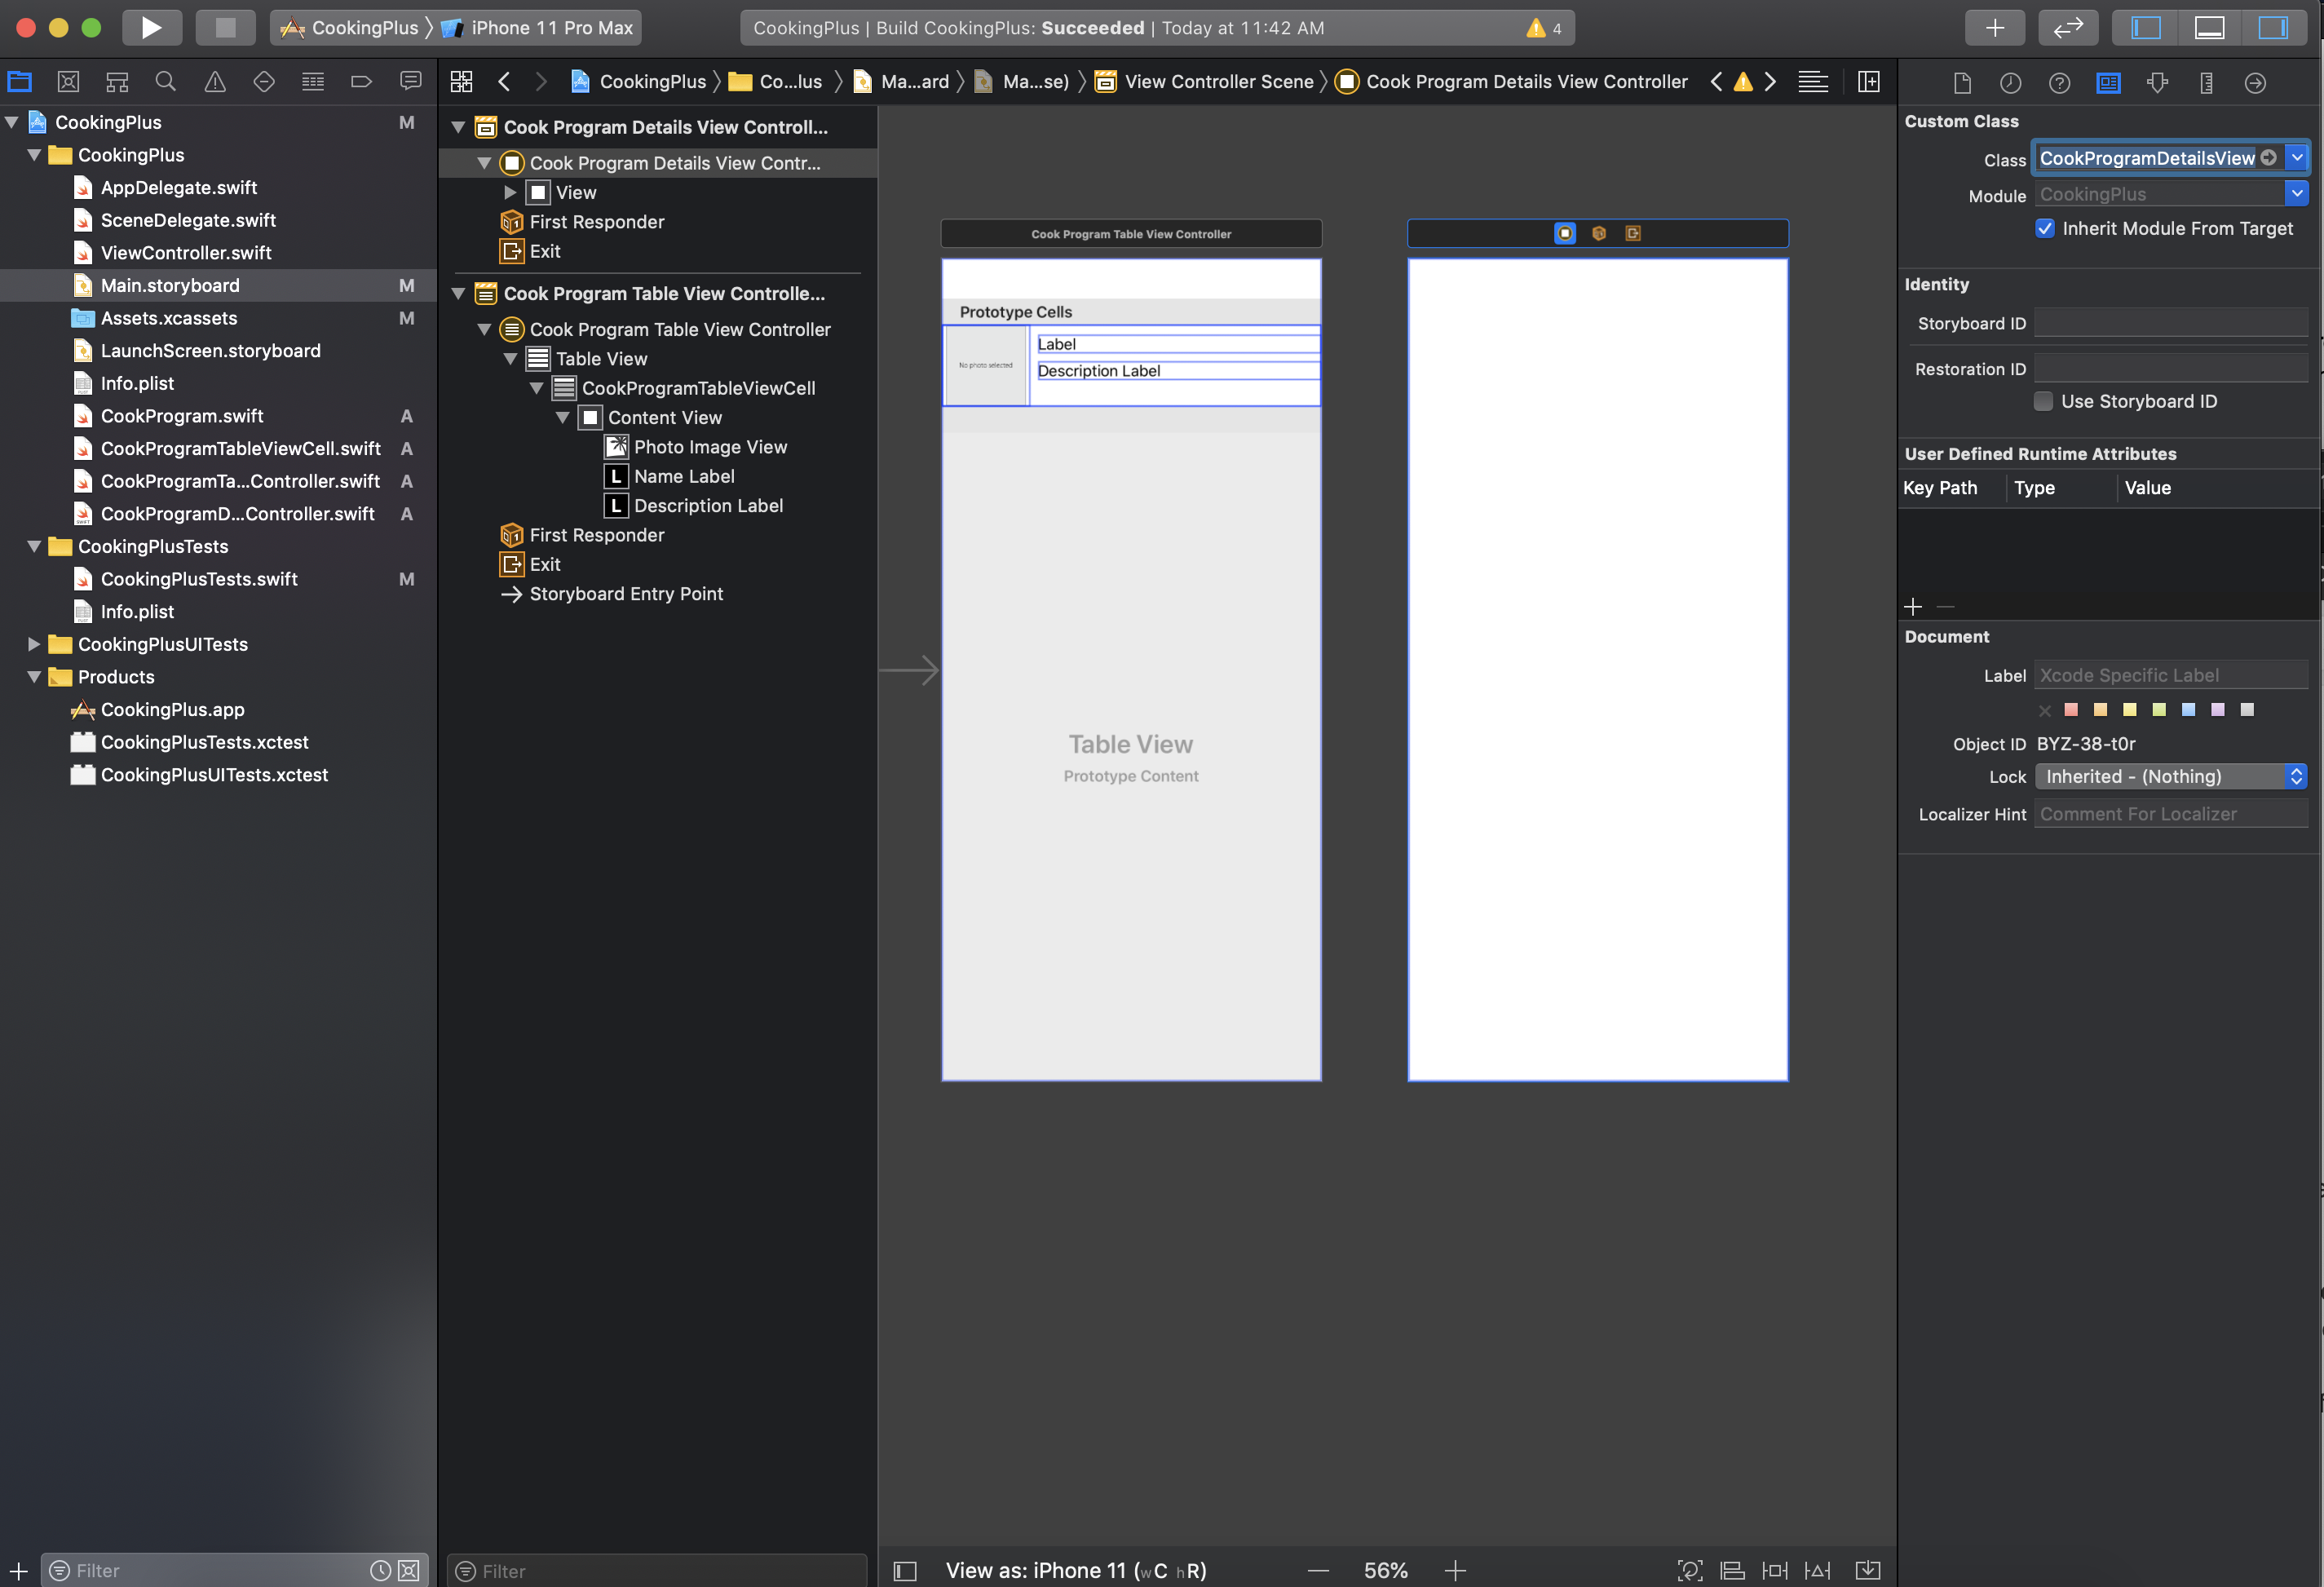 CookingPlus 〉 iPhone 11 Pro Max
CookingPlus | Build CookingPlus: Succeeded | Today at 11:42 AM
4
CookingPlus 〉 Co...lus 〉 Ma...ard 〉 Ma...se) 〉 View Controller Scene 〉 Cook Program Details View Controller
CookingPlus M
CookingPlus
AppDelegate.swift
SceneDelegate.swift
ViewController.swift
Main.storyboard M
Assets.xcassets M
LaunchScreen.storyboard
Info.plist
CookProgram.swift A
CookProgramTableViewCell.swift A
CookProgramTa...Controller.swift A
CookProgramD...Controller.swift A
CookingPlusTests
CookingPlusTests.swift M
Info.plist
CookingPlusUITests
Products
CookingPlus.app
CookingPlusTests.xctest
CookingPlusUITests.xctest
Filter
Cook Program Details View Controll...
Cook Program Details View Contr...
View
First Responder
Exit
Cook Program Table View Controlle...
Cook Program Table View Controller
Table View
CookProgramTableViewCell
Content View
Photo Image View
L Name Label
L Description Label
First Responder
Exit
Storyboard Entry Point
Filter
Cook Program Table View Controller
Prototype Cells
No photo selected
Label
Description Label
Table View
Prototype Content
View as: iPhone 11 (wC hR)
56%
Custom Class
Class CookProgramDetailsView
Module CookingPlus
Inherit Module From Target
Identity
Storyboard ID
Restoration ID
Use Storyboard ID
User Defined Runtime Attributes
Key Path Type Value
Document
Label Xcode Specific Label
Object ID BYZ-38-t0r
Lock Inherited - (Nothing)
Localizer Hint Comment For Localizer